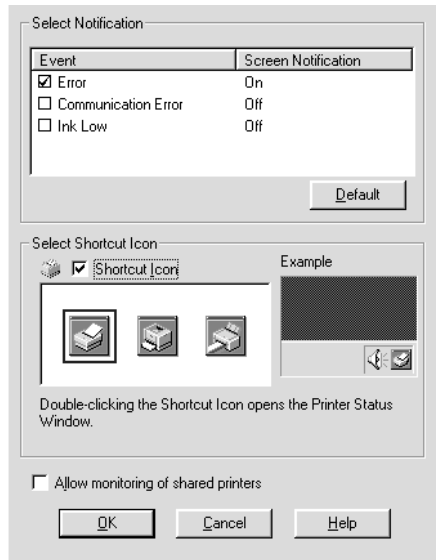 Select Notification
Event Screen Notification
Error On
Communication Error Off
Ink Low Off
Default
Select Shortcut Icon
Shortcut Icon
Example
Double-clicking the Shortcut Icon opens the Printer Status
Window.
Allow monitoring of shared printers
OK Cancel Help